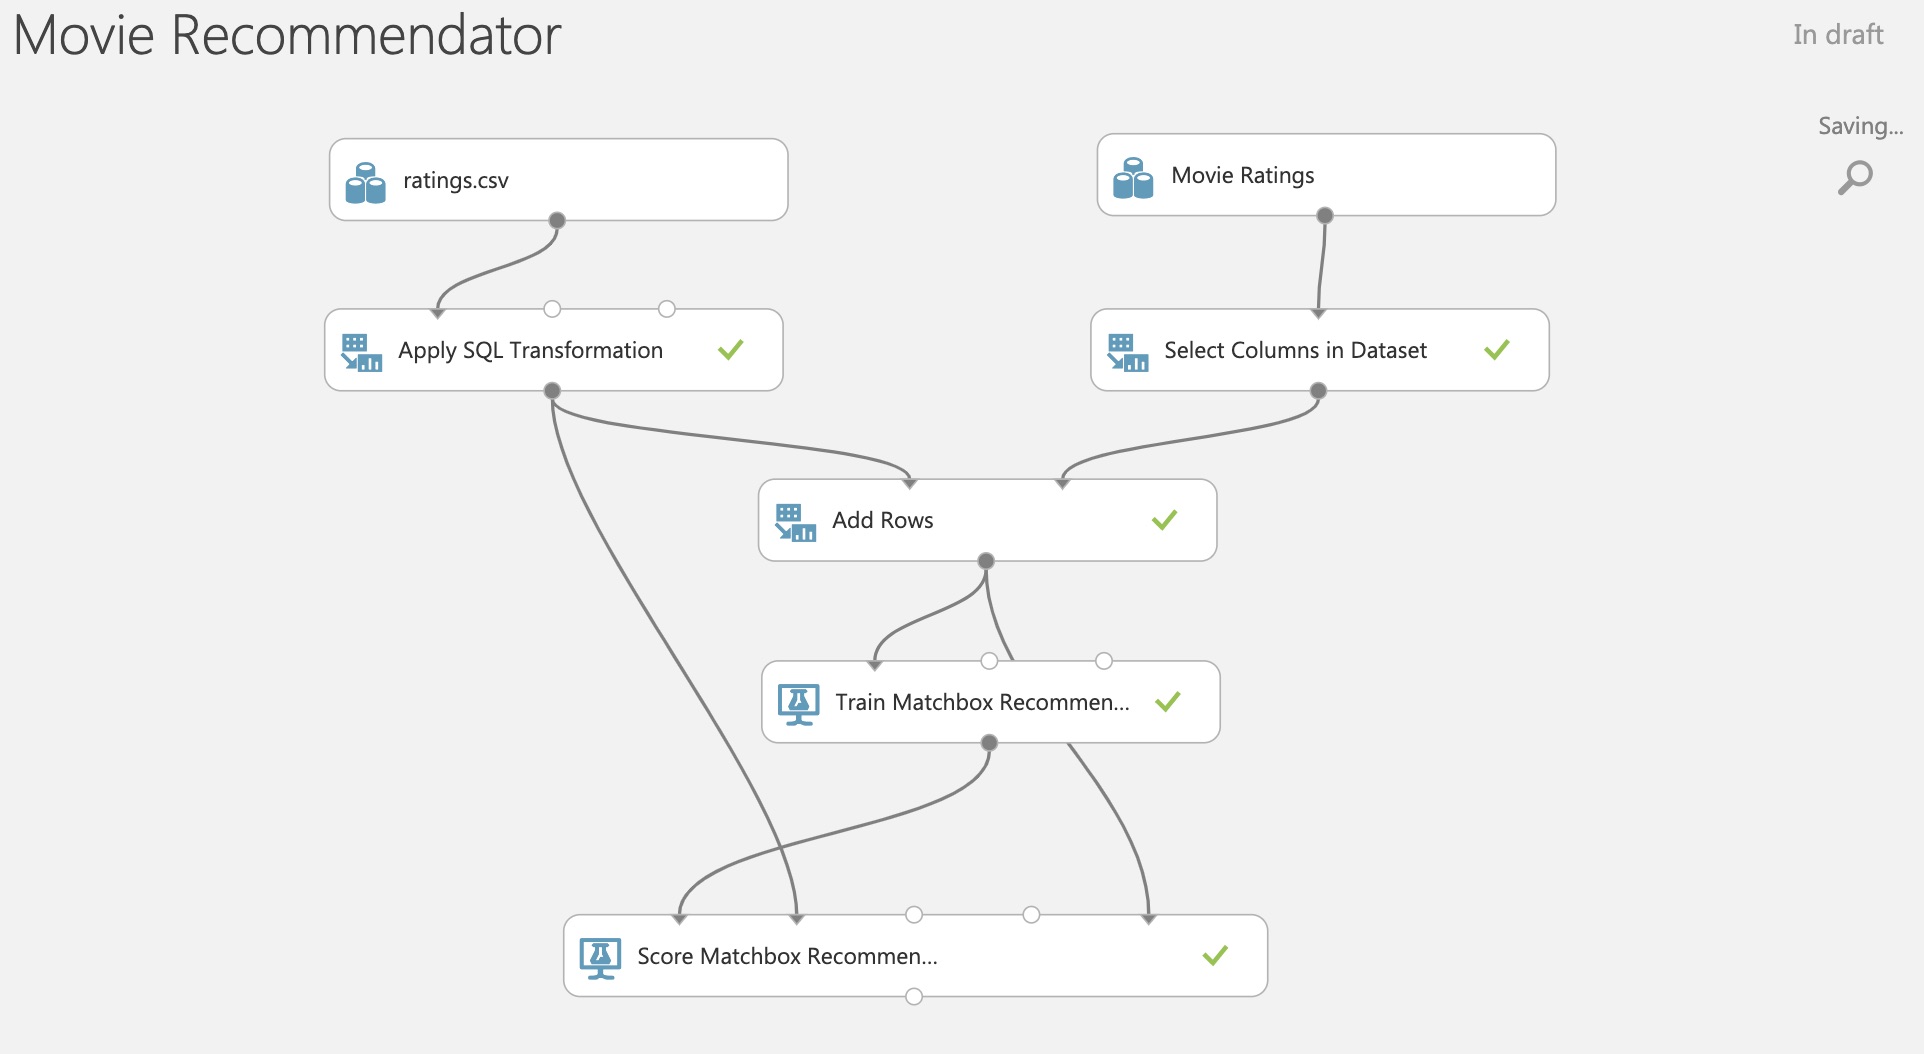 Movie Recommendator
In draft
Saving...
ratings.csv
Movie Ratings
Apply SQL Transformation
Select Columns in Dataset
Add Rows
Train Matchbox Recommen...
Score Matchbox Recommen...